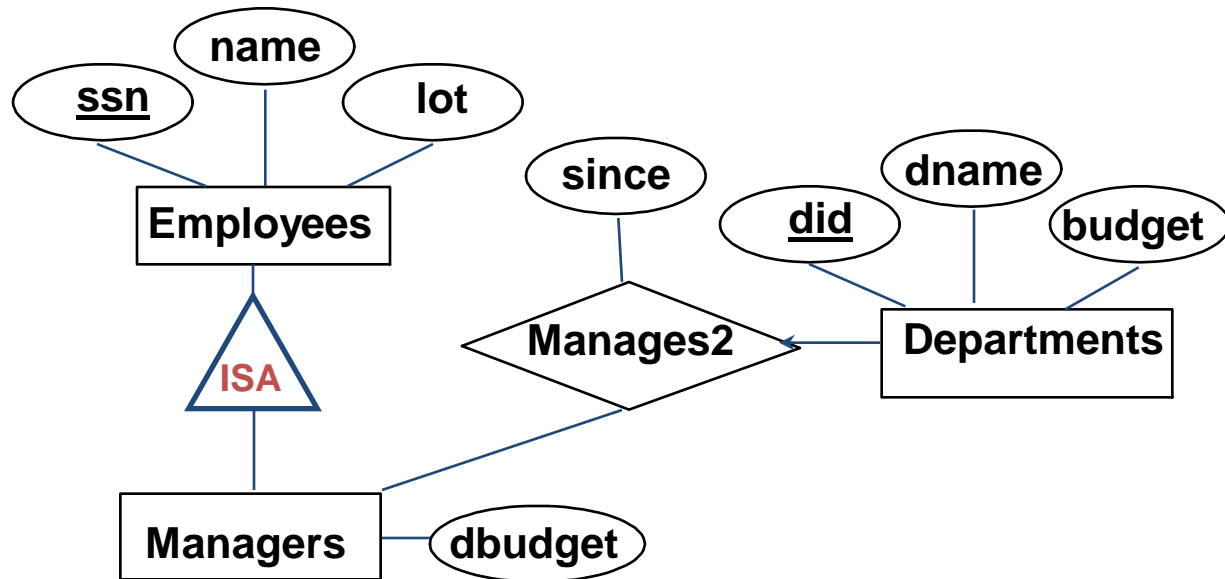 name
ssn
lot
since
dname
did
budget
Employees
Manages2
Departments
ISA
Managers
dbudget